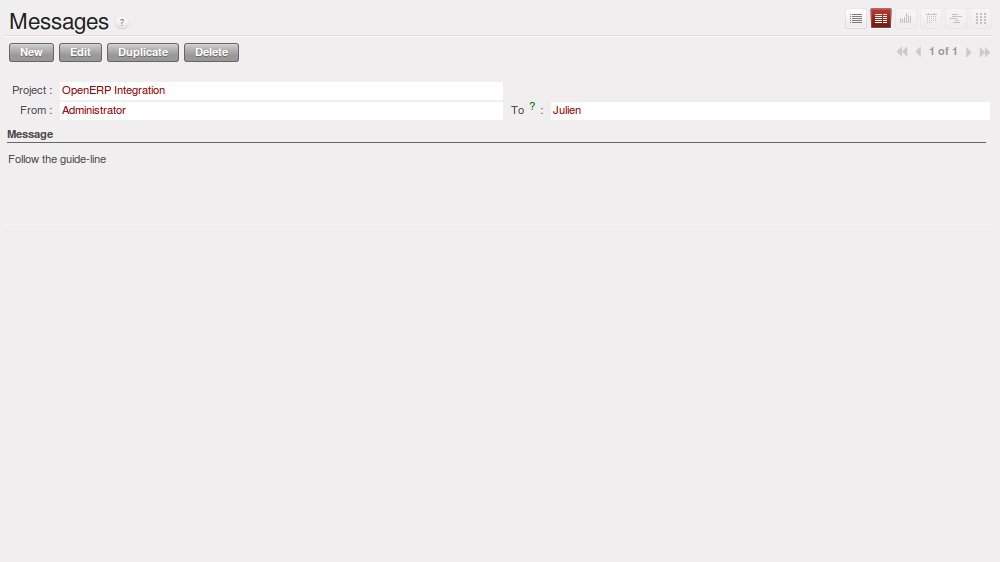 Messages ?
New Edit Duplicate Delete 1 of 1
Project : OpenERP Integration
From : Administrator To ? : Julien
Message
Follow the guide-line